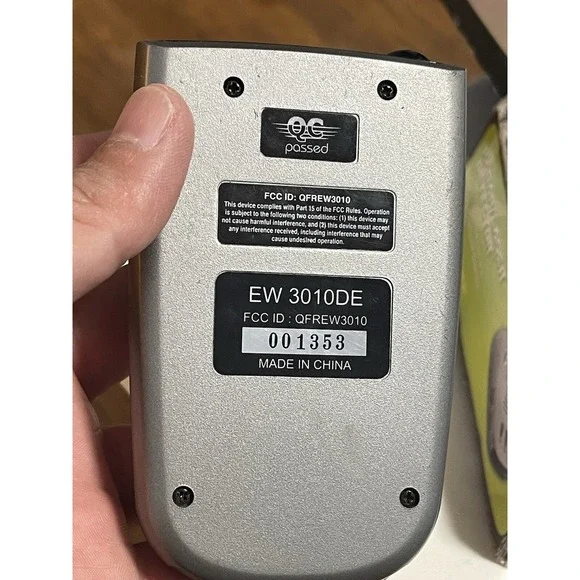 QC
passed
FCC ID: QFREW3010
This device complies with Part 15 of the FCC Rules. Operation
is subject to the following two conditions: (1) this device may
not cause harmful interference, and (2) this device must accept
any interference received, including interference that may
cause undesired operation.
EW 3010DE
FCC ID : QFREW3010
001353
MADE IN CHINA